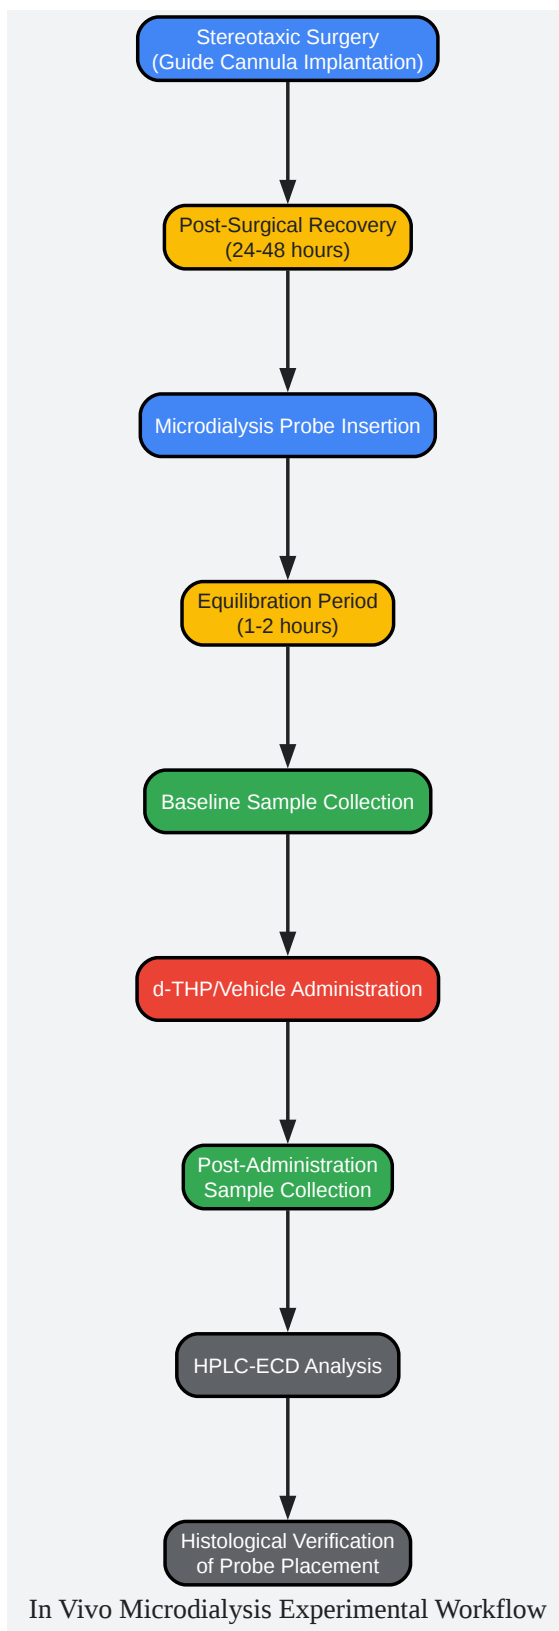 Stereotaxic Surgery
(Guide Cannula Implantation)
Post-Surgical Recovery
(24-48 hours)
Microdialysis Probe Insertion
Equilibration Period
(1-2 hours)
Baseline Sample Collection
d-THP/Vehicle Administration
Post-Administration
Sample Collection
HPLC-ECD Analysis
Histological Verification
of Probe Placement
In Vivo Microdialysis Experimental Workflow